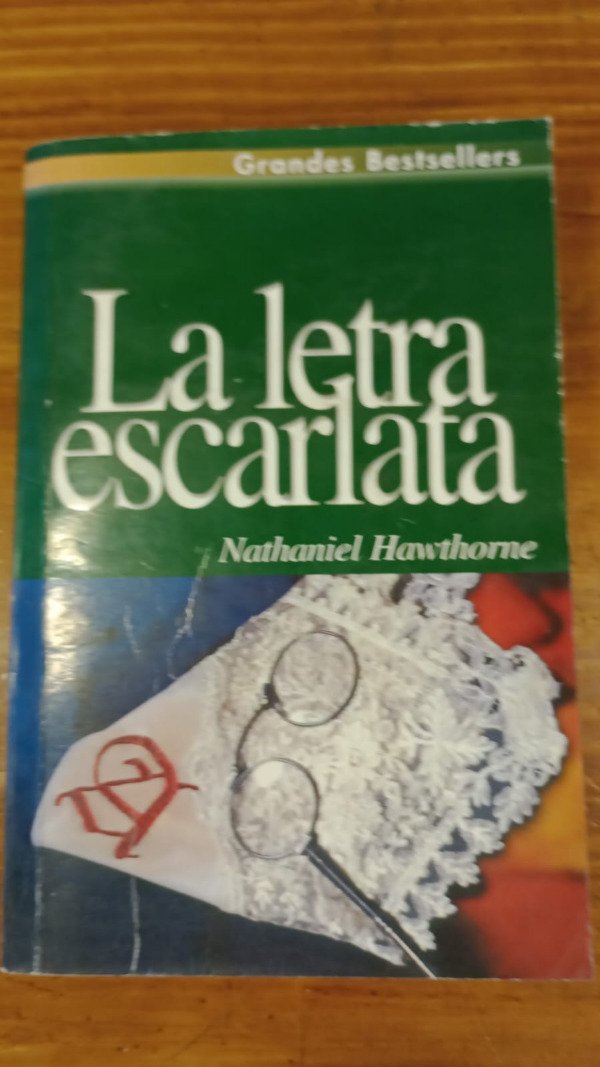 Grandes Bestsellers
La letra
escarlata
Nathaniel Hawthorne
A